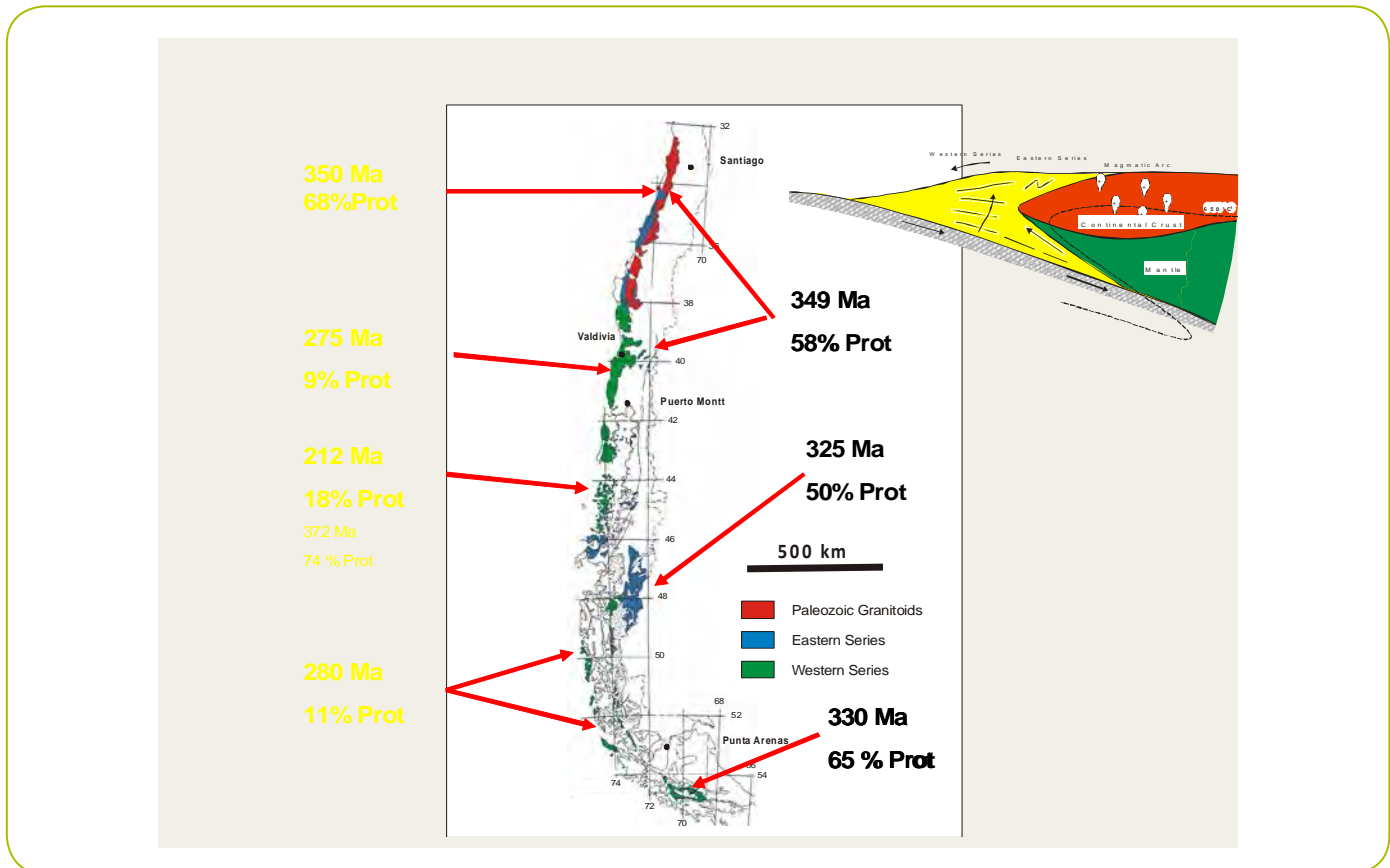 350 Ma
68%Prot
275 Ma
9% Prot
212 Ma
18% Prot
372 Ma
74 % Prot
280 Ma
11% Prot
32
Santiago
70
38
Valdivia
40
Puerto Montt
42
44
46
48
50
68
52
Punta Arenas
54
74
72
70
349 Ma
58% Prot
325 Ma
50% Prot
500 km
Paleozoic Granitoids
Eastern Series
Western Series
330 Ma
65 % Prot
Western Series
Eastern Series
Magmatic Arc
Continental Crust
Mantle